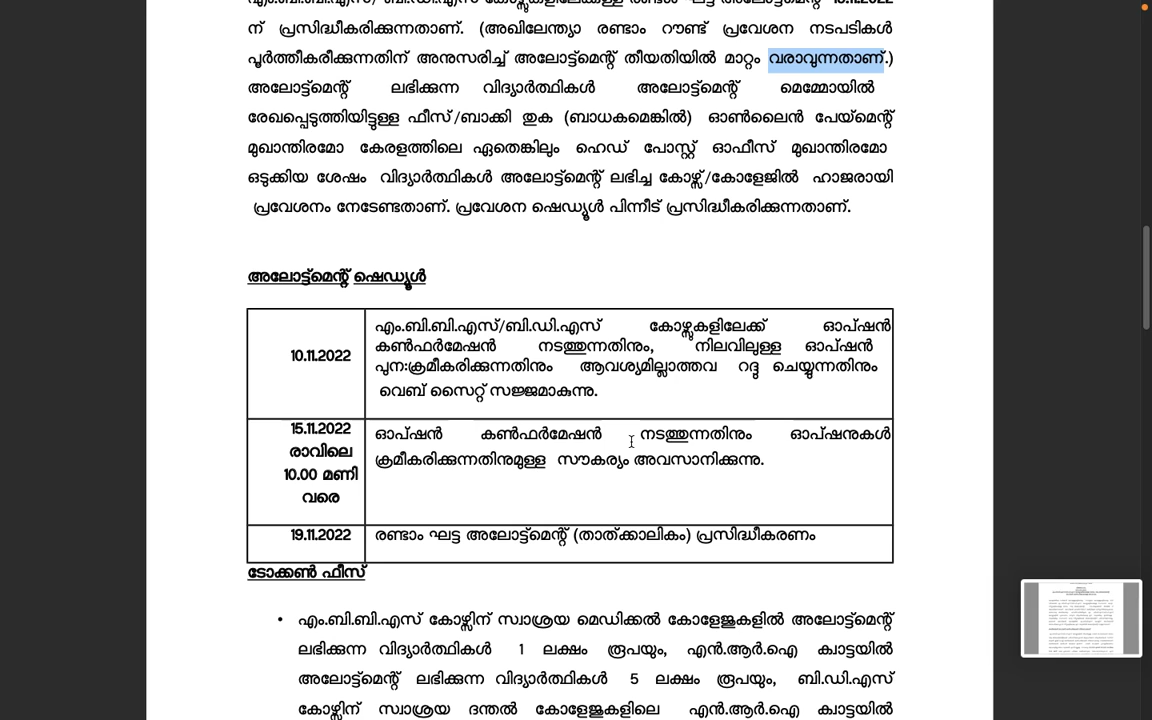 എം.ബി.ബി.എസ്/ ബി.ഡി.എസ് കോഴ്സുകളിലേക്കുള്ള രണ്ടാം ഘട്ട അലോട്ട്മെന്റ്
ന് പ്രസിദ്ധീകരിക്കുന്നതാണ്. (അഖിലേന്ത്യാ രണ്ടാം റൗണ്ട് പ്രവേശന നടപടികൾ
പൂർത്തീകരീക്കുന്നതിന് അനുസരിച്ച് അലോട്ട്മെന്റ് തീയതിയിൽ മാറ്റം വരാവുന്നതാണ്.)
അലോട്ട്മെന്റ് ലഭിക്കുന്ന വിദ്യാർത്ഥികൾ അലോട്ട്മെന്റ് മെമ്മോയിൽ
രേഖപ്പെടുത്തിയിട്ടുള്ള ഫീസ്/ബാക്കി തുക (ബാധകമെങ്കിൽ) ഓൺലൈൻ പേയ്മെന്റ്
മുഖാന്തിരമോ കേരളത്തിലെ ഏതെങ്കിലും ഹെഡ് പോസ്റ്റ് ഓഫീസ് മുഖാന്തിരമോ
ഒടുക്കിയ ശേഷം വിദ്യാർത്ഥികൾ അലോട്ട്മെന്റ് ലഭിച്ച കോഴ്സ്/കോളേജിൽ ഹാജരായി
പ്രവേശനം നേടേണ്ടതാണ്. പ്രവേശന ഷെഡ്യൂൾ പിന്നീട് പ്രസിദ്ധീകരിക്കുന്നതാണ്.
അലോട്ട്മെന്റ് ഷെഡ്യൂൾ
10.11.2022
എം.ബി.ബി.എസ്/ബി.ഡി.എസ് കോഴ്സുകളിലേക്ക് ഓപ്ഷൻ
കൺഫർമേഷൻ നടത്തുന്നതിനും, നിലവിലുള്ള ഓപ്ഷൻ
പുനഃക്രമീകരിക്കുന്നതിനും ആവശ്യമില്ലാത്തവ റദ്ദു ചെയ്യുന്നതിനും
വെബ് സൈറ്റ് സജ്ജമാകുന്നു.
15.11.2022
രാവിലെ
10.00 മണി
വരെ
ഓപ്ഷൻ കൺഫർമേഷൻ നടത്തുന്നതിനും ഓപ്ഷനുകൾ
ക്രമീകരിക്കുന്നതിനുമുള്ള സൗകര്യം അവസാനിക്കുന്നു.
19.11.2022
രണ്ടാം ഘട്ട അലോട്ട്മെന്റ് (താത്ക്കാലികം) പ്രസിദ്ധീകരണം
ടോക്കൺ ഫീസ്
• എം.ബി.ബി.എസ് കോഴ്സിന് സ്വാശ്രയ മെഡിക്കൽ കോളേജുകളിൽ അലോട്ട്മെന്റ്
ലഭിക്കുന്ന വിദ്യാർത്ഥികൾ 1 ലക്ഷം രൂപയും, എൻ.ആർ.ഐ ക്വാട്ടയിൽ
അലോട്ട്മെന്റ് ലഭിക്കുന്ന വിദ്യാർത്ഥികൾ 5 ലക്ഷം രൂപയും, ബി.ഡി.എസ്
കോഴ്സിന് സ്വാശ്രയ ദന്തൽ കോളേജുകളിലെ എൻ.ആർ.ഐ ക്വാട്ടയിൽ